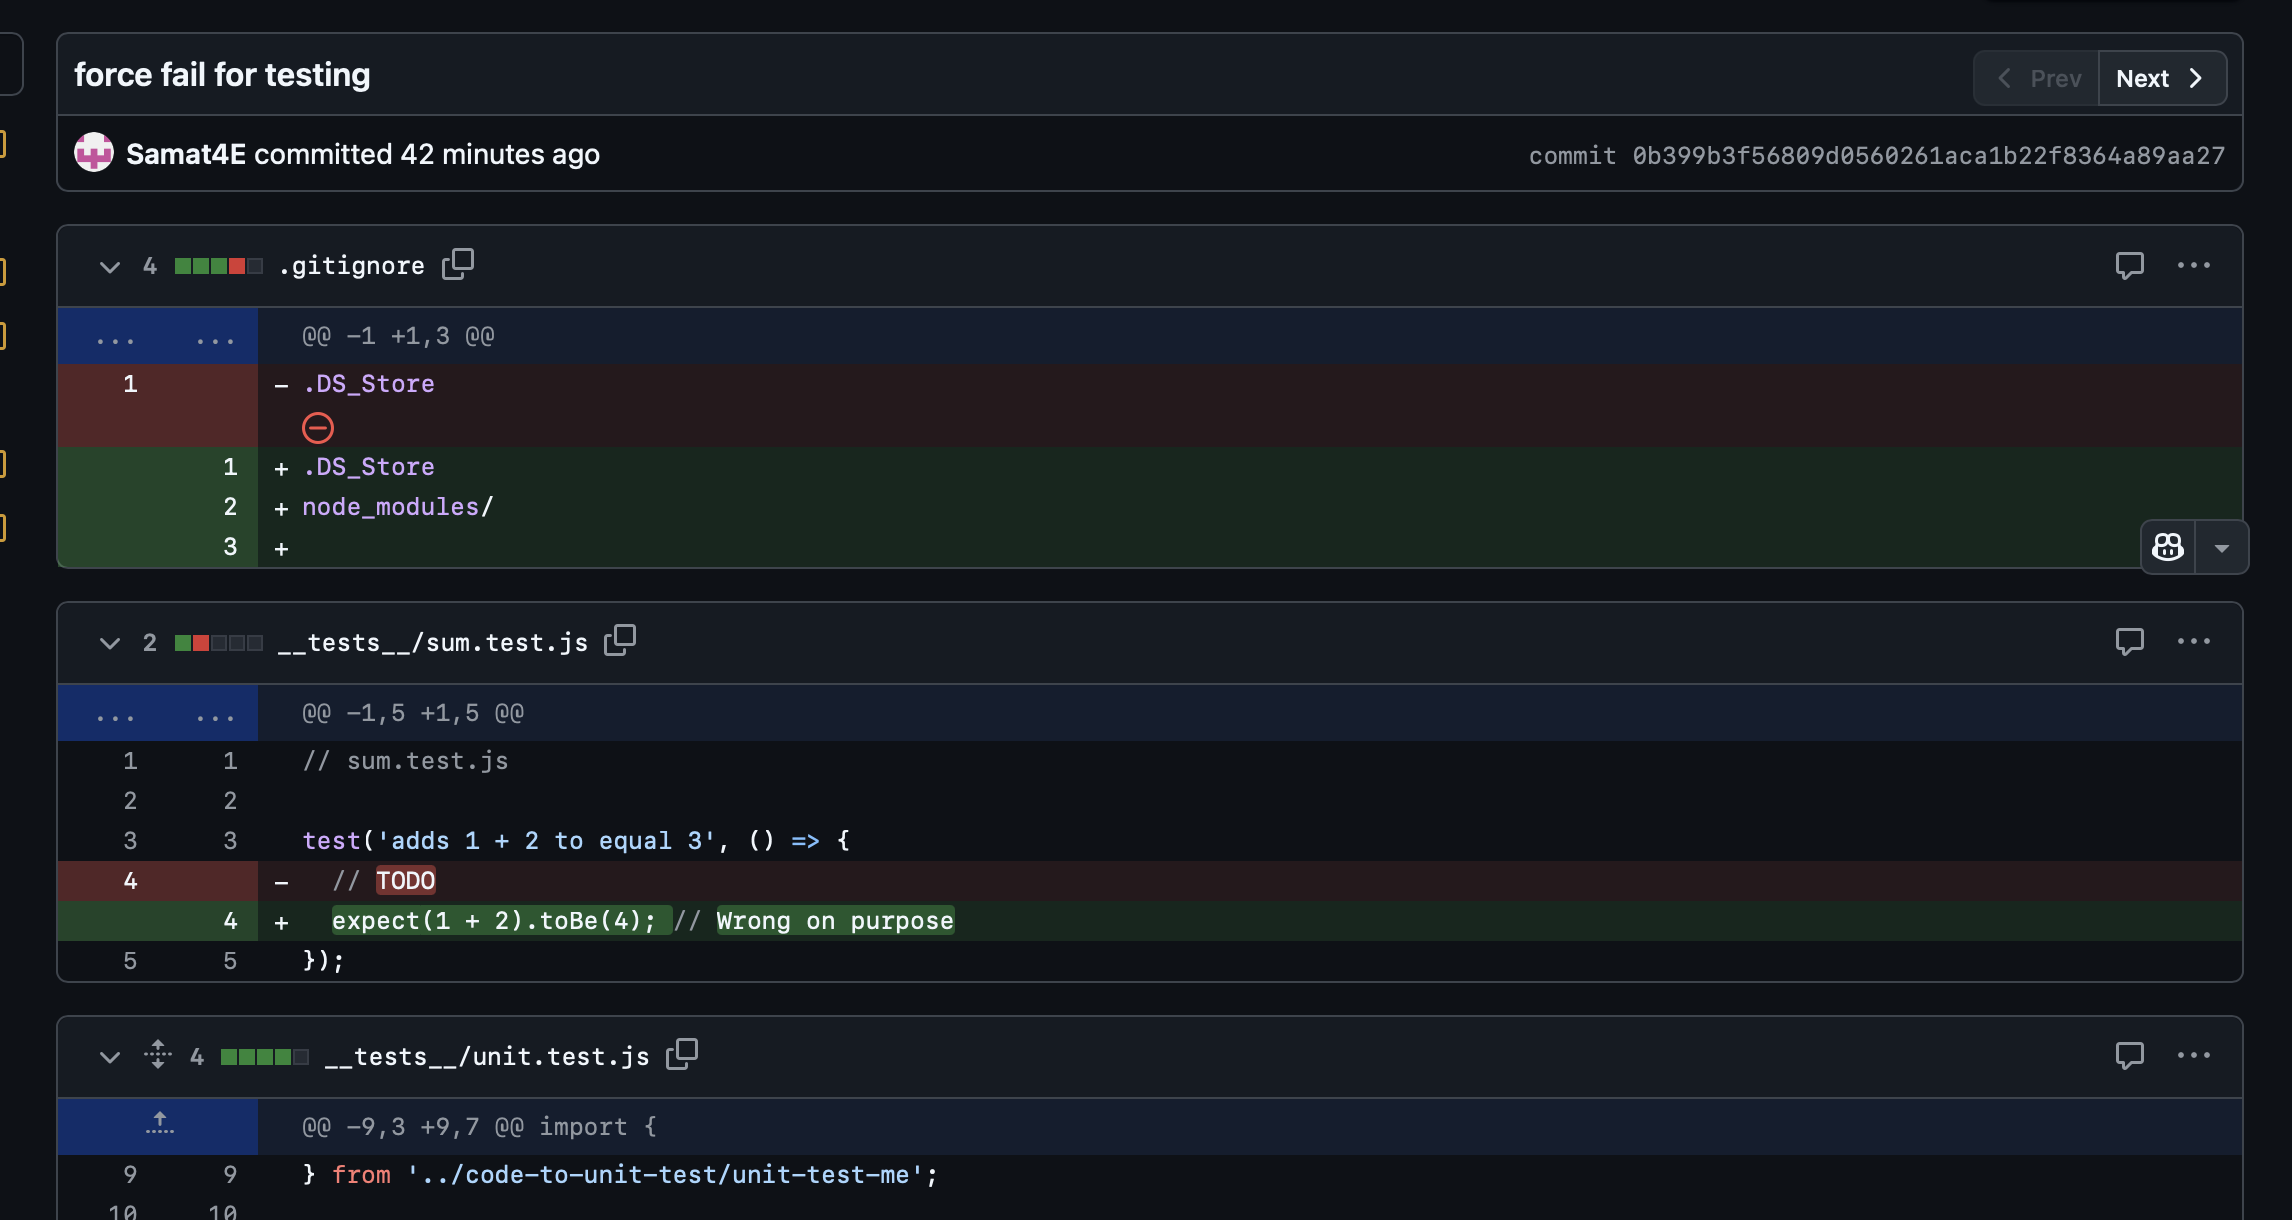 force fail for testing
Prev Next
Samat4E committed 42 minutes ago
commit 0b399b3f56809d0560261aca1b22f8364a89aa27
4 .gitignore
... ... @@ -1 +1,3 @@
1 - .DS_Store
1 + .DS_Store
2 + node_modules/
3 +
2 __tests__/sum.test.js
... ... @@ -1,5 +1,5 @@
1 1 // sum.test.js
2 2
3 3 test('adds 1 + 2 to equal 3', () => {
4 - // TODO
4 + expect(1 + 2).toBe(4); // Wrong on purpose
5 5 });
4 __tests__/unit.test.js
@@ -9,3 +9,7 @@ import {
9 9 } from '../code-to-unit-test/unit-test-me';
10 10